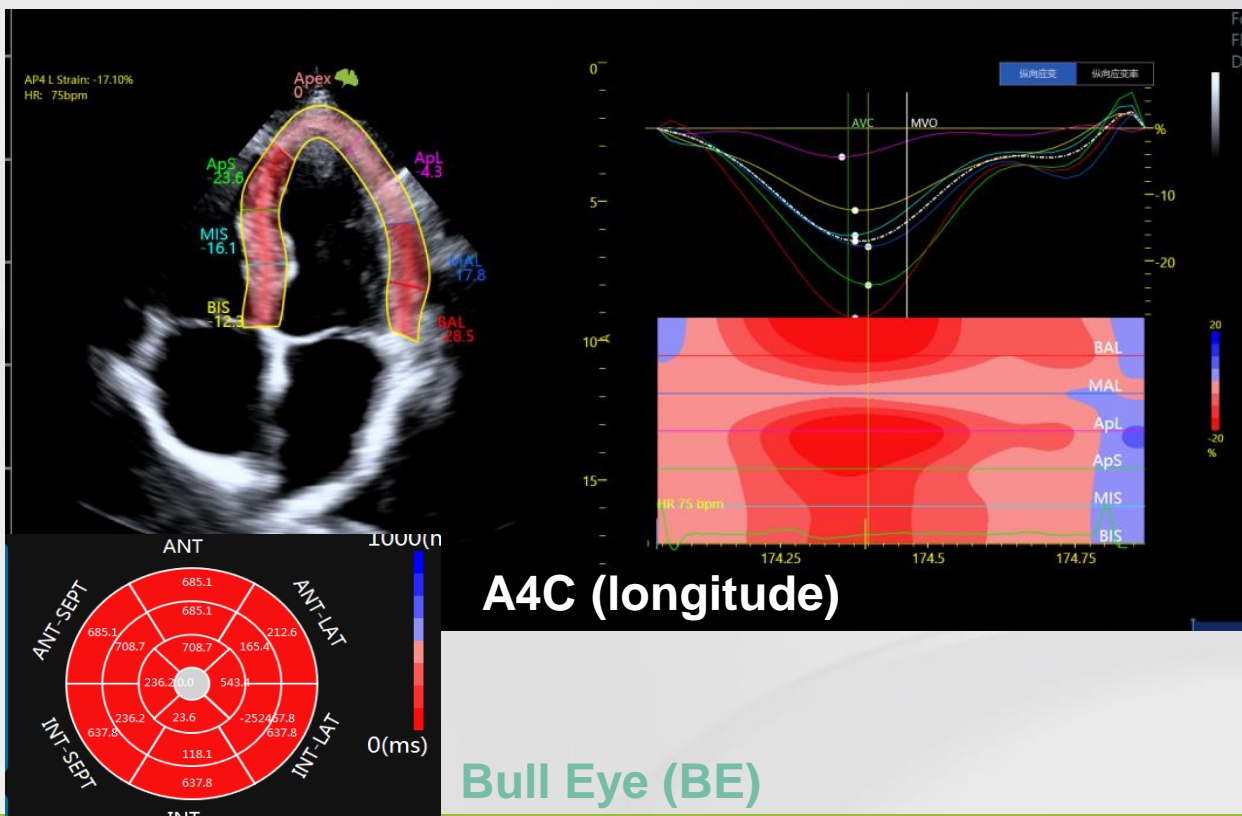 AP4 L Strain: -17.10%
HR: 75bpm
Apex
0
ApS
-23.6
ApL
-4.3
MIS
-16.1
MAL
-17.8
BIS
-12.3
BAL
-28.5
0
5
10
15
纵向应变
纵向应变率
AVC
MVO
%
-10
-20
BAL
MAL
ApL
ApS
MIS
BIS
HR 75 bpm
174.25
174.5
174.75
20
-20
%
A4C (longitude)
ANT
ANT-SEPT
ANT-LAT
INT-SEPT
INT-LAT
685.1
685.1
685.1
212.6
708.7
708.7
165.4
236.2
0.0
543.1
236.2
23.6
637.8
637.8
118.1
637.8
0(ms)
Bull Eye (BE)